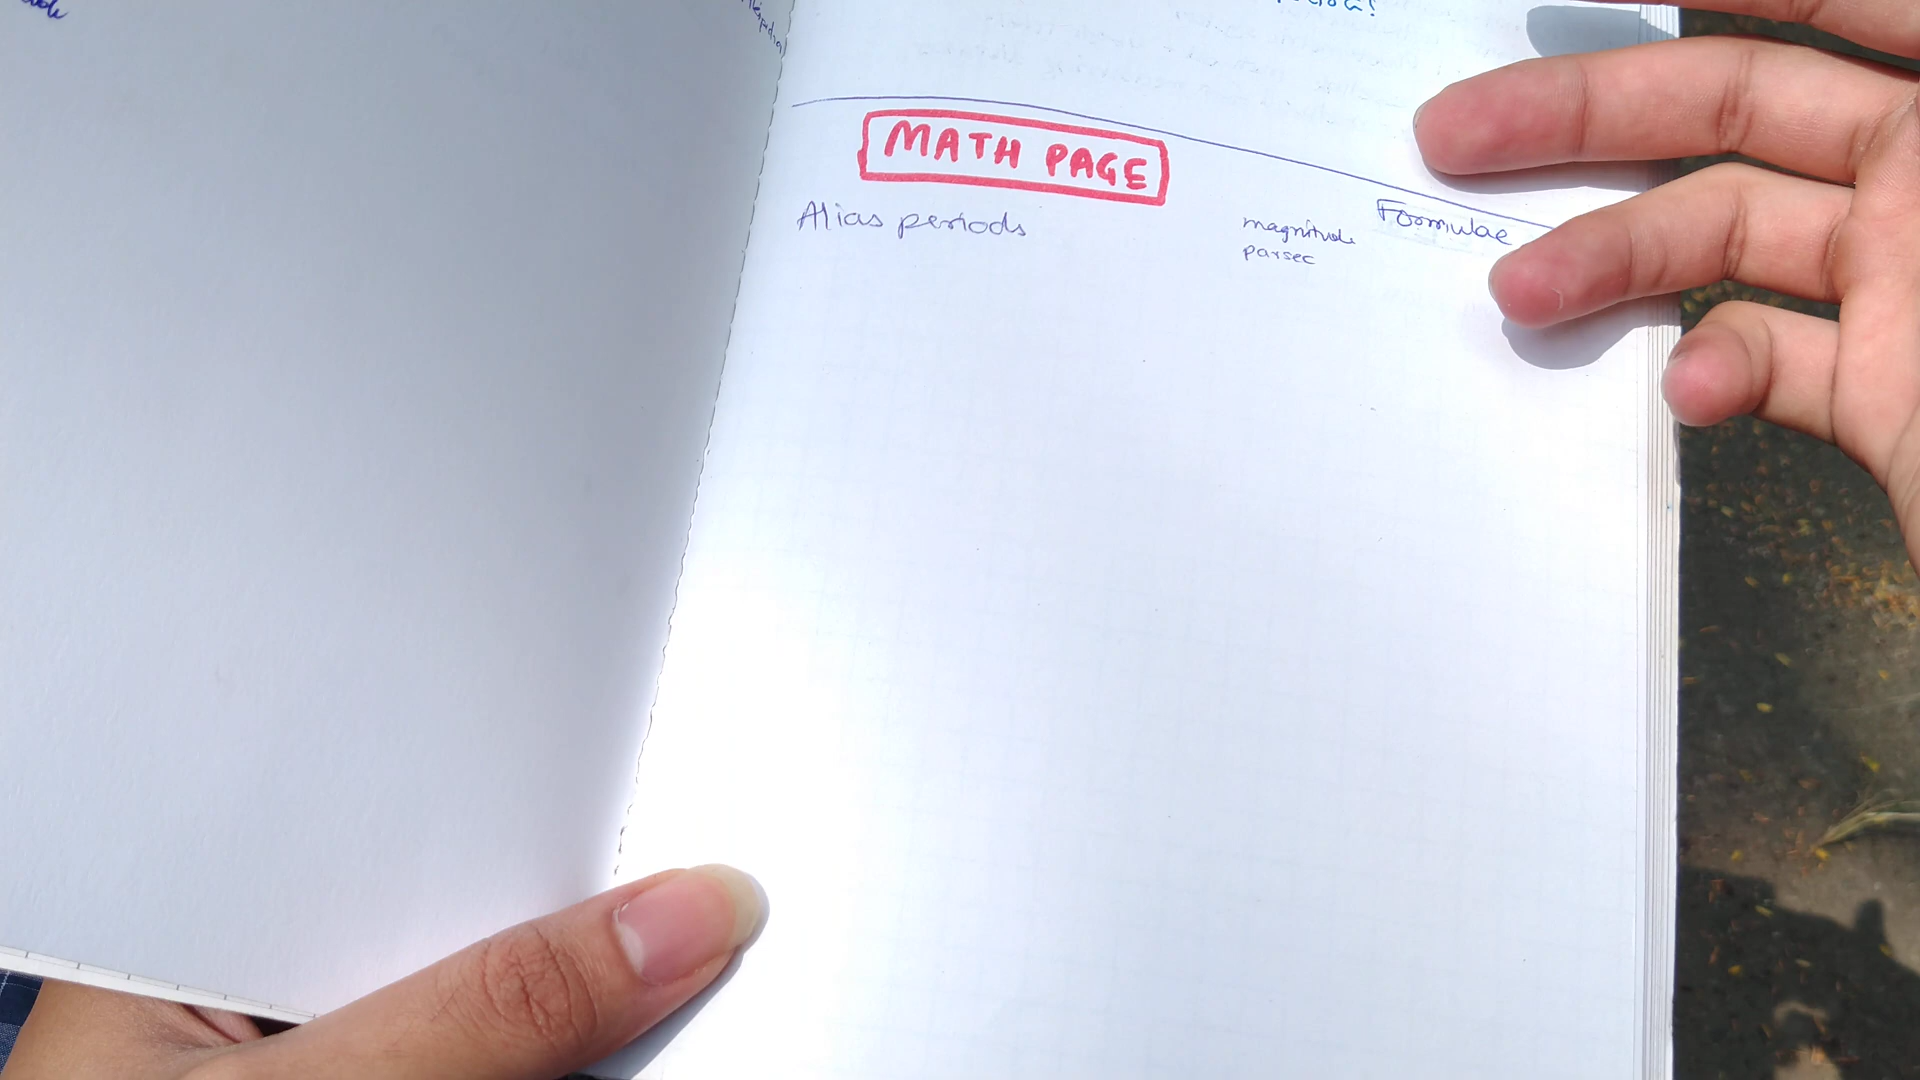 MATH PAGE
Alias periods
Formulae
magnitude
parsec